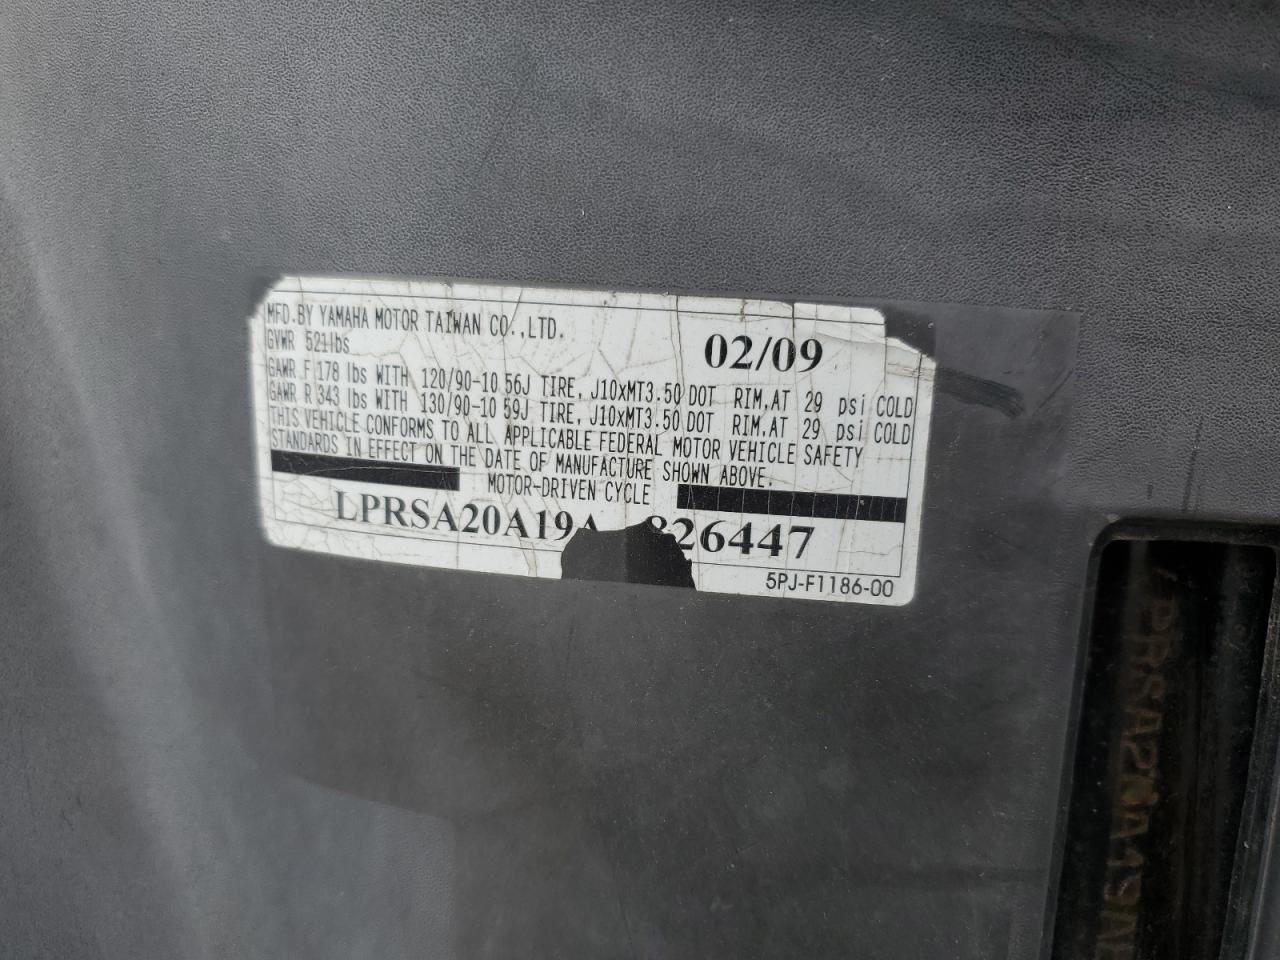 MFD.BY YAMAHA MOTOR TAIWAN CO.,LTD.
GVWR 521lbs
02/09
GAWR F 178 lbs WITH 120/90-10 56J TIRE, J10xMT3.50 DOT RIM.AT 29 psi COLD
GAWR R 343 lbs WITH 130/90-10 59J TIRE, J10xMT3.50 DOT RIM.AT 29 psi COLD
THIS VEHICLE CONFORMS TO ALL APPLICABLE FEDERAL MOTOR VEHICLE SAFETY
STANDARDS IN EFFECT ON THE DATE OF MANUFACTURE SHOWN ABOVE.
MOTOR-DRIVEN CYCLE
LPRSA20A19A 826447
5PJ-F1186-00